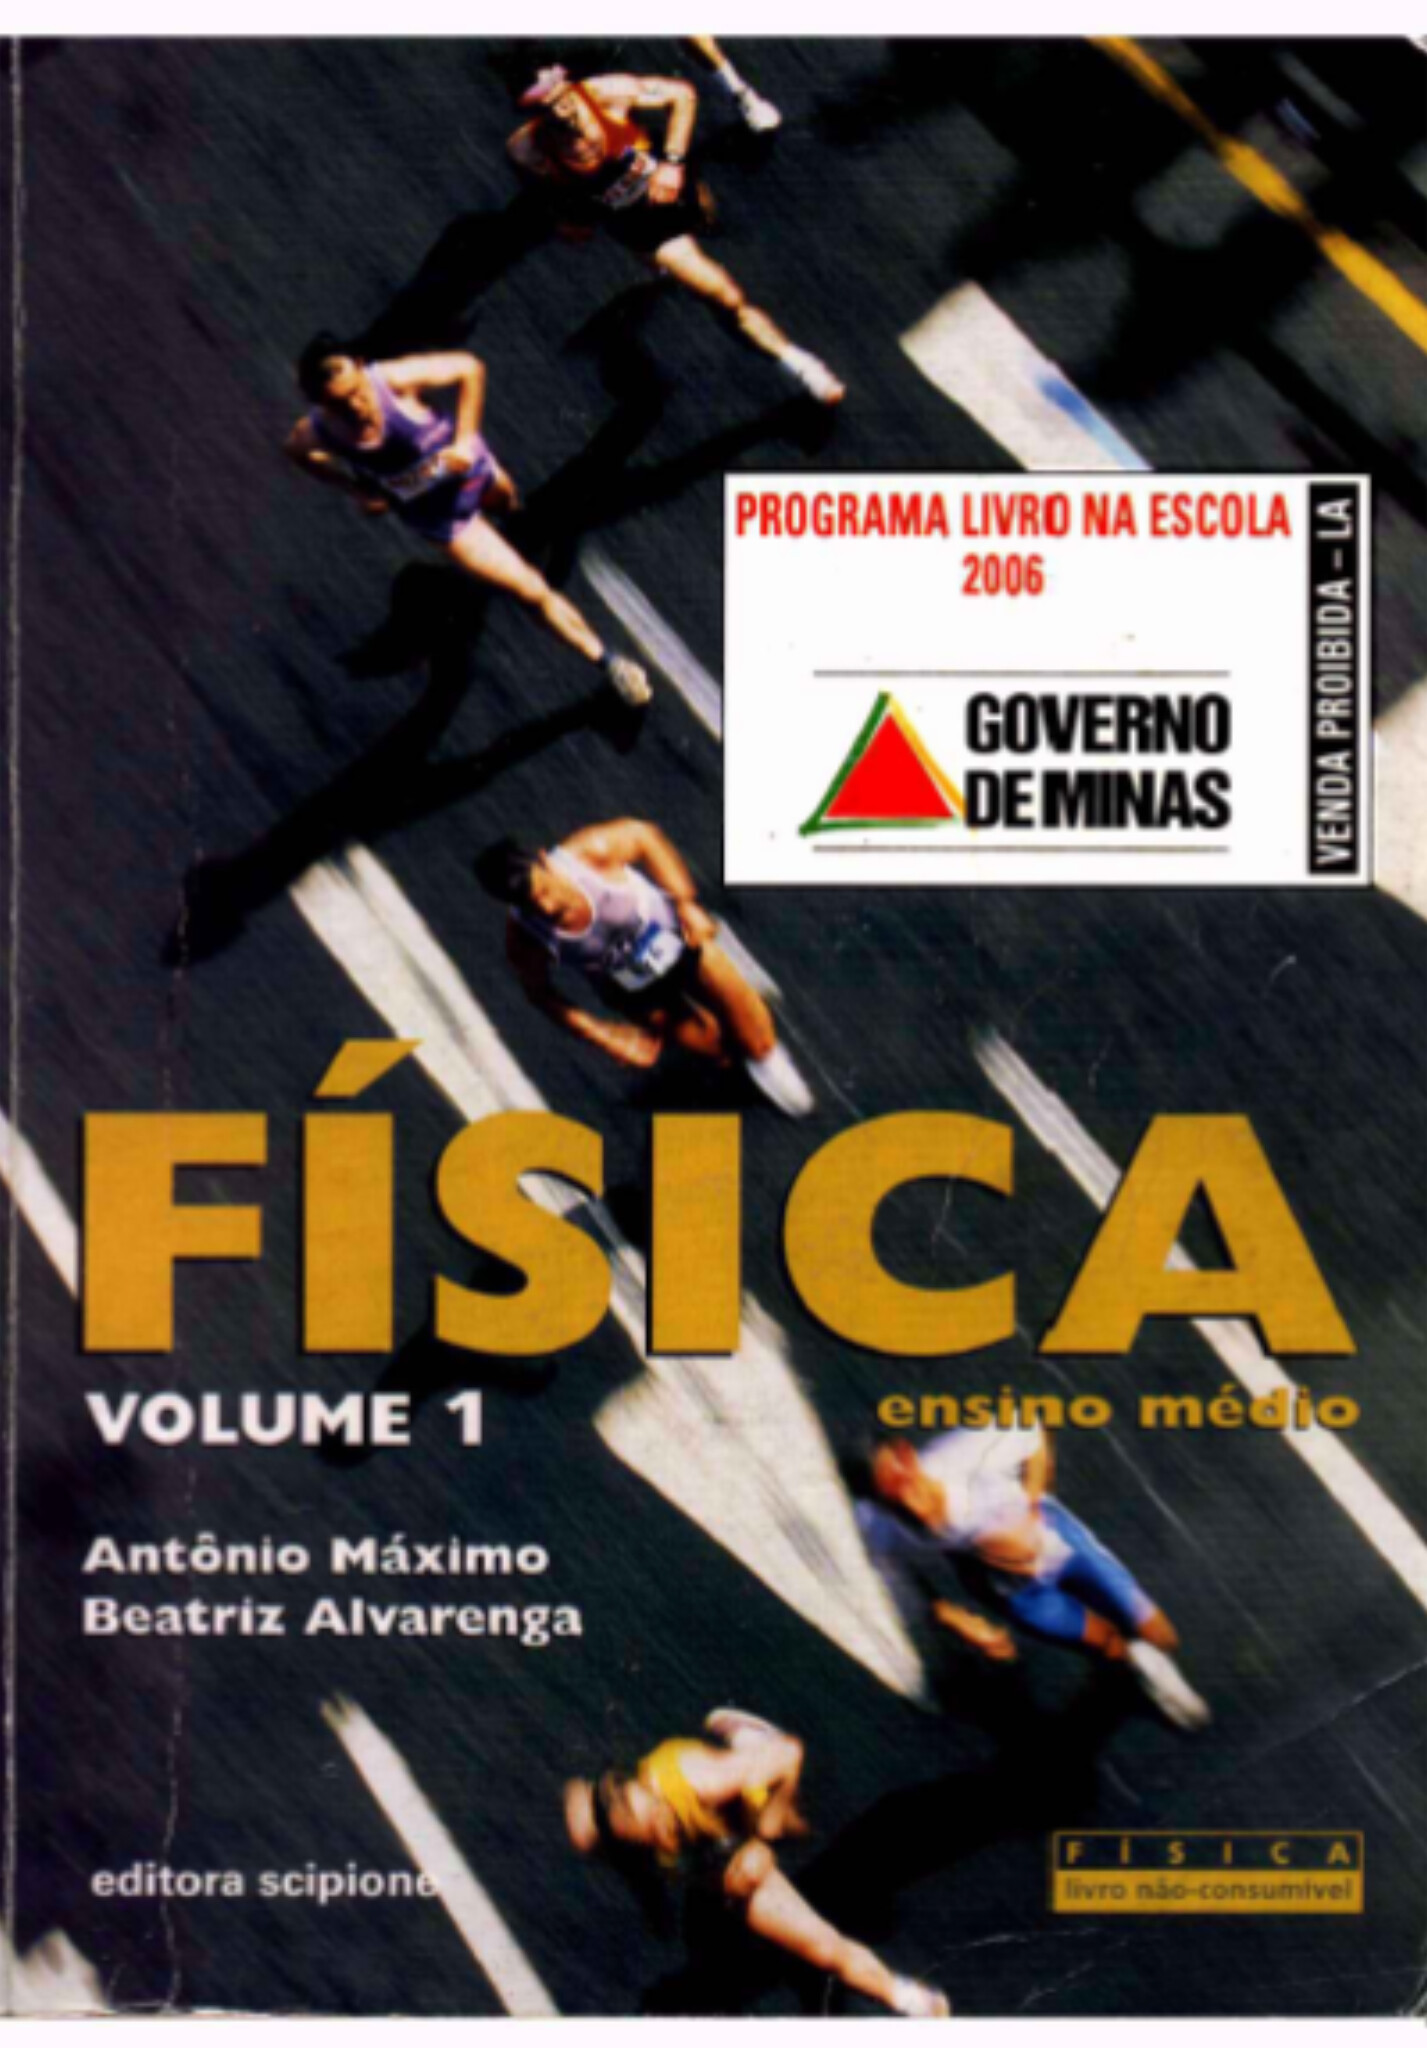 PROGRAMA LIVRO NA ESCOLA
2006
VENDA PROIBIDA – LA
GOVERNO
DE MINAS
FÍSICA
VOLUME 1
ensino médio
Antônio Máximo
Beatriz Alvarenga
editora scipione
FÍSICA
livro não-consumível